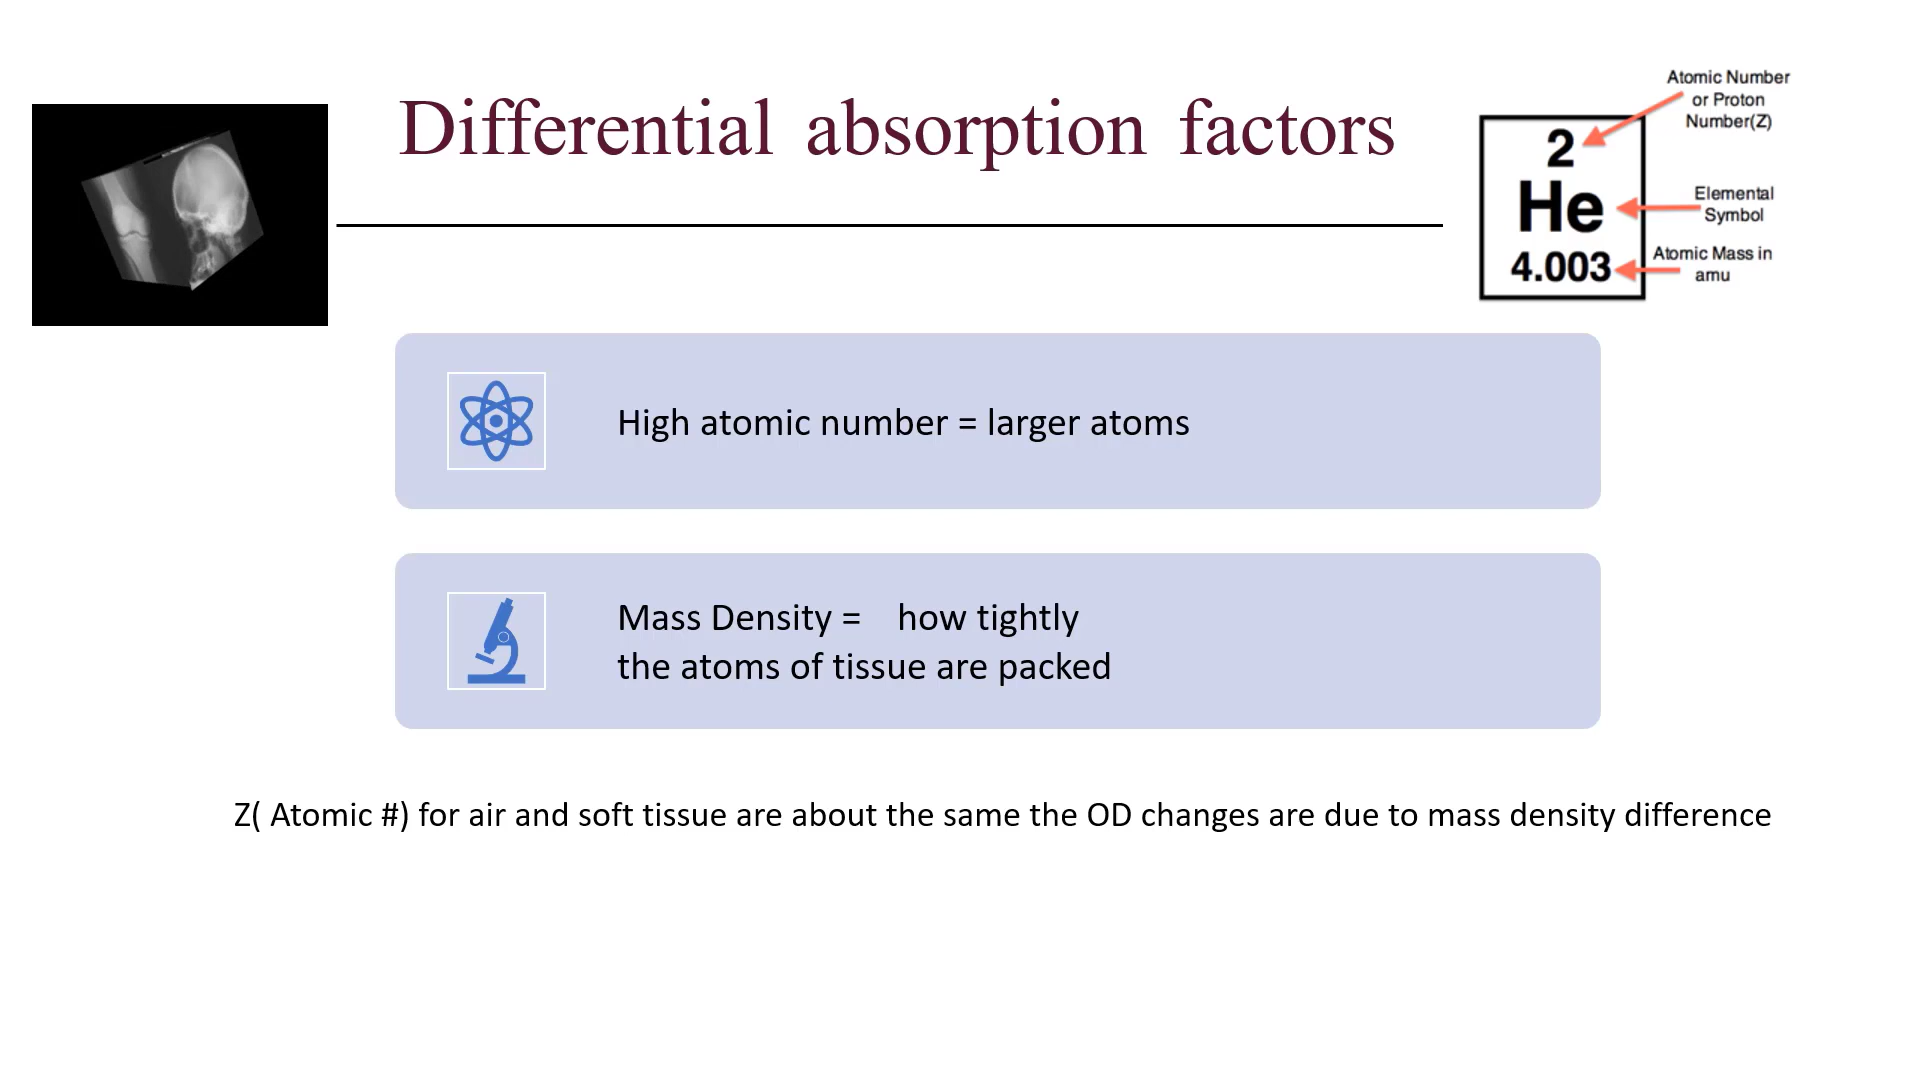 Differential absorption factors
Atomic Number
or Proton
Number(Z)
2
He
4.003
Elemental
Symbol
Atomic Mass in
amu
High atomic number = larger atoms
Mass Density = how tightly
the atoms of tissue are packed
Z( Atomic #) for air and soft tissue are about the same the OD changes are due to mass density difference